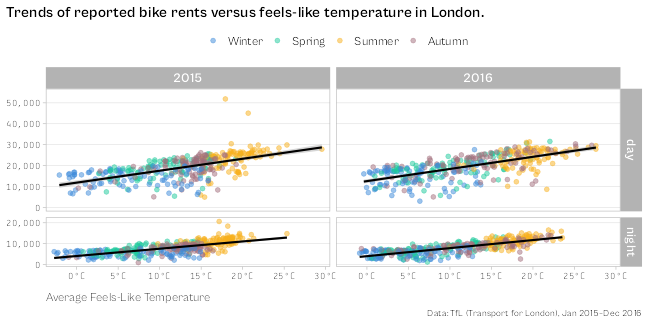 Trends of reported bike rents versus feels-like temperature in London.
Winter Spring Summer Autumn
2015 2016
50,000
40,000
30,000
20,000
10,000
0
day
20,000
10,000
0
night
0°C 5°C 10°C 15°C 20°C 25°C 30°C 0°C 5°C 10°C 15°C 20°C 25°C 30°C
Average Feels-Like Temperature
Data: TfL (Transport for London), Jan 2015–Dec 2016